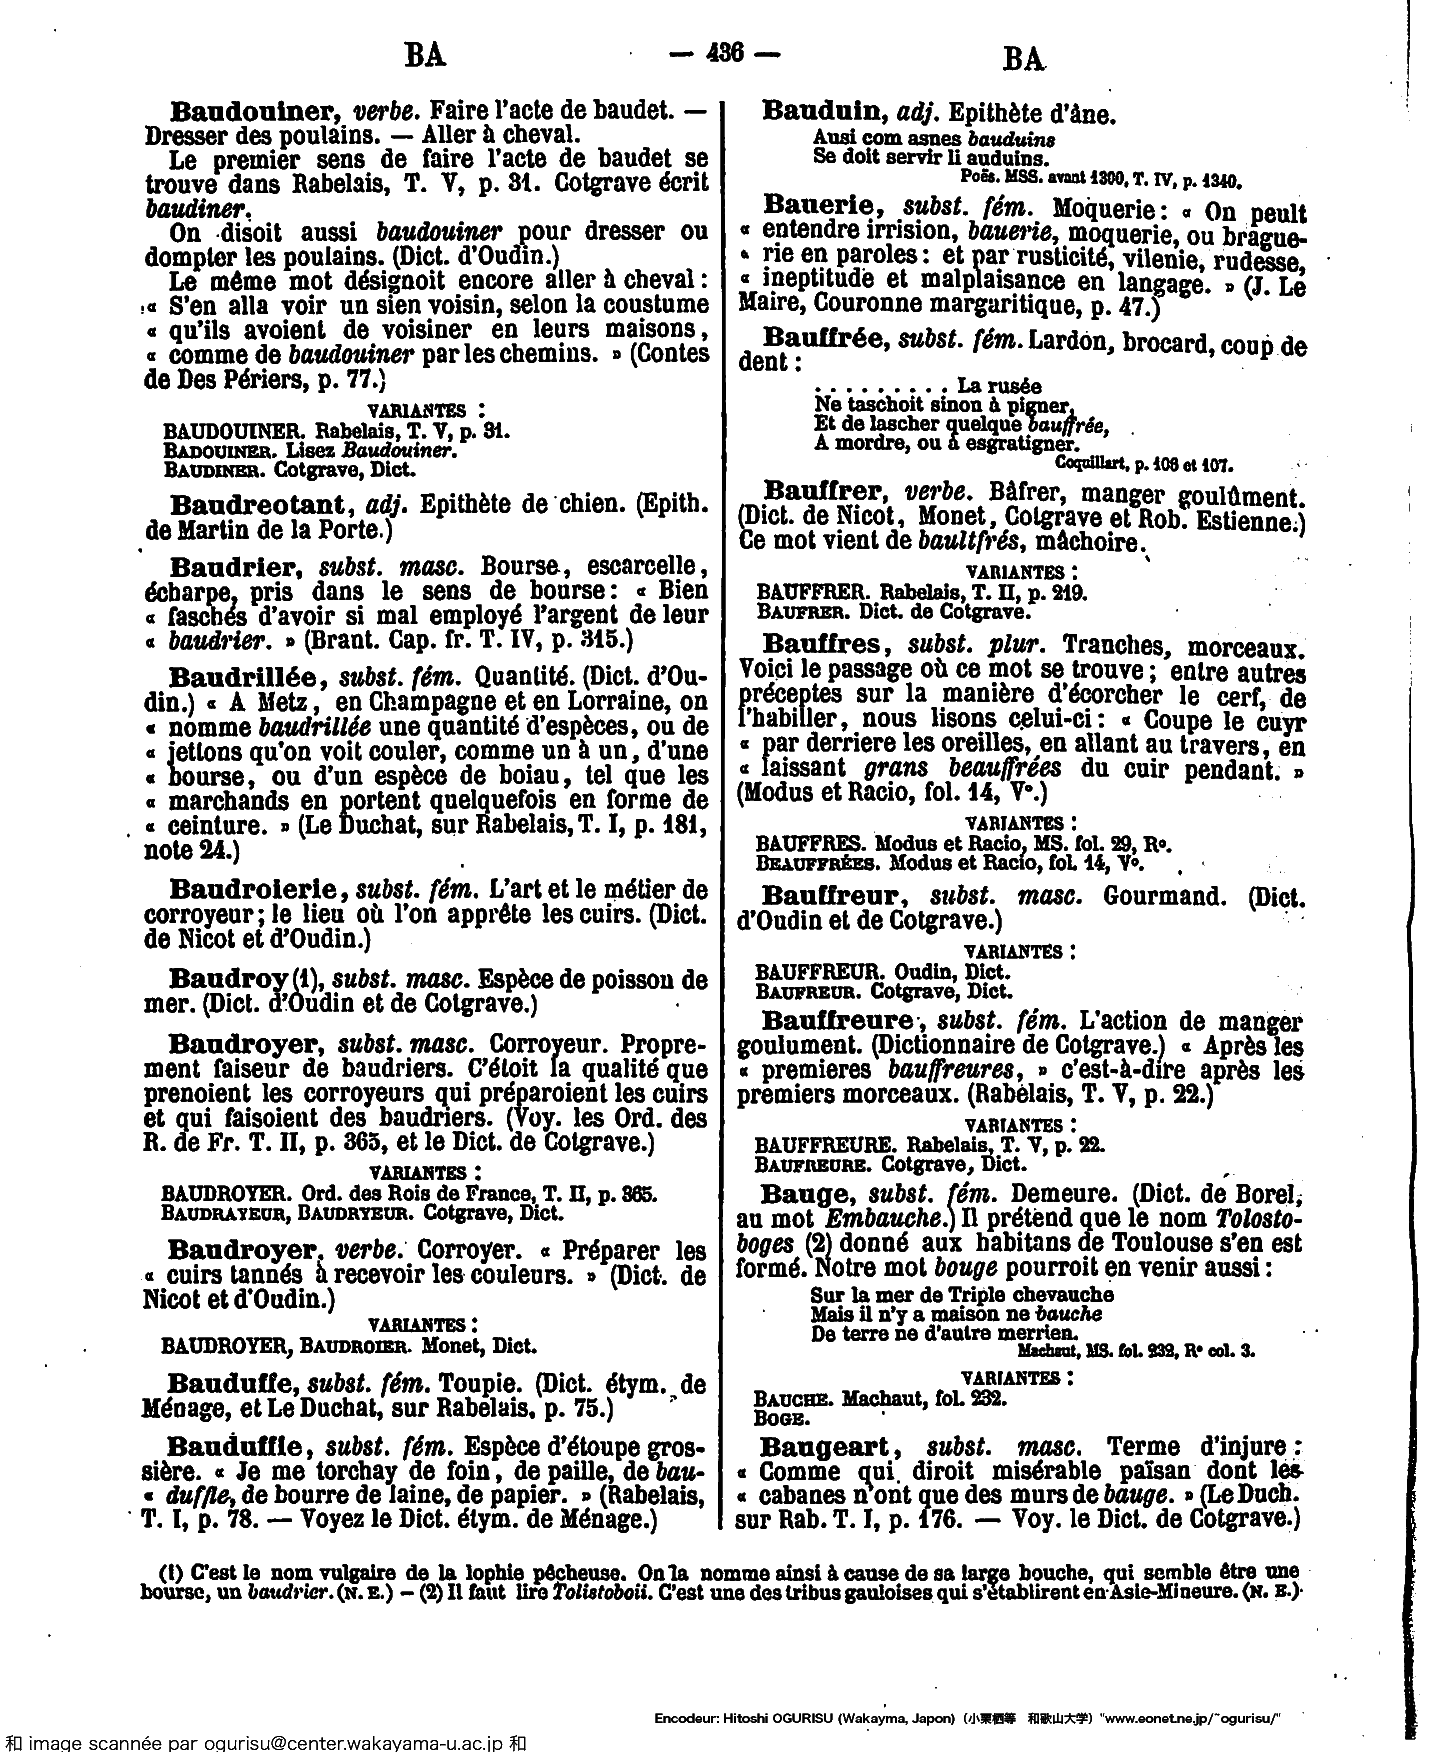 BA — 436 — BA
Baudouiner, verbe. Faire l'acte de baudet. —
Dresser des poulains. — Aller à cheval.
Le premier sens de faire l'acte de baudet se
trouve dans Rabelais, T. V, p. 31. Cotgrave écrit
baudiner.
On disoit aussi baudouiner pour dresser ou
dompter les poulains. (Dict. d'Oudin.)
Le même mot désignoit encore aller à cheval :
« S'en alla voir un sien voisin, selon la coustume
« qu'ils avoient de voisiner en leurs maisons,
« comme de baudouiner par les chemins. » (Contes
de Des Périers, p. 77.)
VARIANTES :
BAUDOUINER. Rabelais, T. V, p. 31.
BADOUINER. Lisez Baudouiner.
BAUDINER. Cotgrave, Dict.
Baudreotant, adj. Epithète de chien. (Epith.
de Martin de la Porte.)
Baudrier, subst. masc. Bourse, escarcelle,
écharpe, pris dans le sens de bourse : « Bien
« faschés d'avoir si mal employé l'argent de leur
« baudrier. » (Brant. Cap. fr. T. IV, p. 315.)
Baudrillée, subst. fém. Quantité. (Dict. d'Ou-
din.) « A Metz, en Champagne et en Lorraine, on
« nomme baudrillée une quantité d'espèces, ou de
« jettons qu'on voit couler, comme un à un, d'une
« bourse, ou d'un espèce de boiau, tel que les
« marchands en portent quelquefois en forme de
« ceinture. » (Le Duchat, sur Rabelais, T. I, p. 181,
note 24.)
Baudroierie, subst. fém. L'art et le métier de
corroyeur ; le lieu où l'on apprête les cuirs. (Dict.
de Nicot et d'Oudin.)
Baudroy (1), subst. masc. Espèce de poisson de
mer. (Dict. d'Oudin et de Cotgrave.)
Baudroyer, subst. masc. Corroyeur. Propre-
ment faiseur de baudriers. C'étoit la qualité que
prenoient les corroyeurs qui préparoient les cuirs
et qui faisoient des baudriers. (Voy. les Ord. des
R. de Fr. T. II, p. 365, et le Dict. de Cotgrave.)
VARIANTES :
BAUDROYER. Ord. des Rois de France, T. II, p. 365.
BAUDRAYEUR, BAUDRYEUR. Cotgrave, Dict.
Baudroyer, verbe. Corroyer. « Préparer les
« cuirs tannés à recevoir les couleurs. » (Dict. de
Nicot et d'Oudin.)
VARIANTES :
BAUDROYER, BAUDROIER. Monet, Dict.
Bauduffe, subst. fém. Toupie. (Dict. étym. de
Ménage, et Le Duchat, sur Rabelais, p. 75.)
Bauduffle, subst. fém. Espèce d'étoupe gros-
sière. « Je me torchay de foin, de paille, de bau-
« duffle, de bourre de laine, de papier. » (Rabelais,
T. I, p. 78. — Voyez le Dict. étym. de Ménage.)
Bauduin, adj. Epithète d'âne.
Ausi com asnes bauduins
Se doit servir li auduins.
Poës. MSS. avant 1300, T. IV, p. 1340.
Bauerie, subst. fém. Moquerie : « On peult
« entendre irrision, bauerie, moquerie, ou brague-
« rie en paroles : et par rusticité, vilenie, rudesse,
« ineptitude et malplaisance en langage. » (J. Le
Maire, Couronne margaritique, p. 47.)
Bauffrée, subst. fém. Lardon, brocard, coup de
dent :
. . . . . . . . . La rusée
Ne taschoit sinon à pigner,
Et de lascher quelque bauffrée,
A mordre, ou à esgratigner.
Coquillart, p. 106 et 107.
Bauffrer, verbe. Bâfrer, manger goulûment.
(Dict. de Nicot, Monet, Cotgrave et Rob. Estienne.)
Ce mot vient de baultfrés, mâchoire.
VARIANTES :
BAUFFRER. Rabelais, T. II, p. 219.
BAUFRER. Dict. de Cotgrave.
Bauffres, subst. plur. Tranches, morceaux.
Voici le passage où ce mot se trouve ; entre autres
préceptes sur la manière d'écorcher le cerf, de
l'habiller, nous lisons celui-ci : « Coupe le cuyr
« par derriere les oreilles, en allant au travers, en
« laissant grans beauffrées du cuir pendant. »
(Modus et Racio, fol. 14, Vº.)
VARIANTES :
BAUFFRES. Modus et Racio, MS. fol. 29, Rº.
BEAUFFRÉES. Modus et Racio, fol. 14, Vº.
Bauffreur, subst. masc. Gourmand. (Dict.
d'Oudin et de Cotgrave.)
VARIANTES :
BAUFFREUR. Oudin, Dict.
BAUFREUR. Cotgrave, Dict.
Bauffreure, subst. fém. L'action de manger
goulument. (Dictionnaire de Cotgrave.) « Après les
« premieres bauffreures, » c'est-à-dire après les
premiers morceaux. (Rabelais, T. V, p. 22.)
VARIANTES :
BAUFFREURE. Rabelais, T. V, p. 22.
BAUFREURE. Cotgrave, Dict.
Bauge, subst. fém. Demeure. (Dict. de Borel,
au mot Embauche.) Il prétend que le nom Tolosto-
boges (2) donné aux habitans de Toulouse s'en est
formé. Notre mot bouge pourroit en venir aussi :
Sur la mer de Triple chevauche
Mais il n'y a maison ne bauche
De terre ne d'autre merrien.
Machaut, MS. fol. 232, Rº col. 3.
VARIANTES :
BAUCHE. Machaut, fol. 232.
BOGE.
Baugeart, subst. masc. Terme d'injure :
« Comme qui diroit misérable païsan dont les
« cabanes n'ont que des murs de bauge. » (Le Duch.
sur Rab. T. I, p. 176. — Voy. le Dict. de Cotgrave.)
(1) C'est le nom vulgaire de la lophie pêcheuse. On la nomme ainsi à cause de sa large bouche, qui semble être une
bourse, un baudrier. (N. E.) — (2) Il faut lire Tolistoboii. C'est une des tribus gauloises qui s'établirent en Asie-Mineure. (N. E.)
Encodeur: Hitoshi OGURISU (Wakayma, Japon) (小栗栖等 和歌山大学) "www.eonet.ne.jp/~ogurisu/"
和 image scannée par ogurisu@center.wakayama-u.ac.jp 和